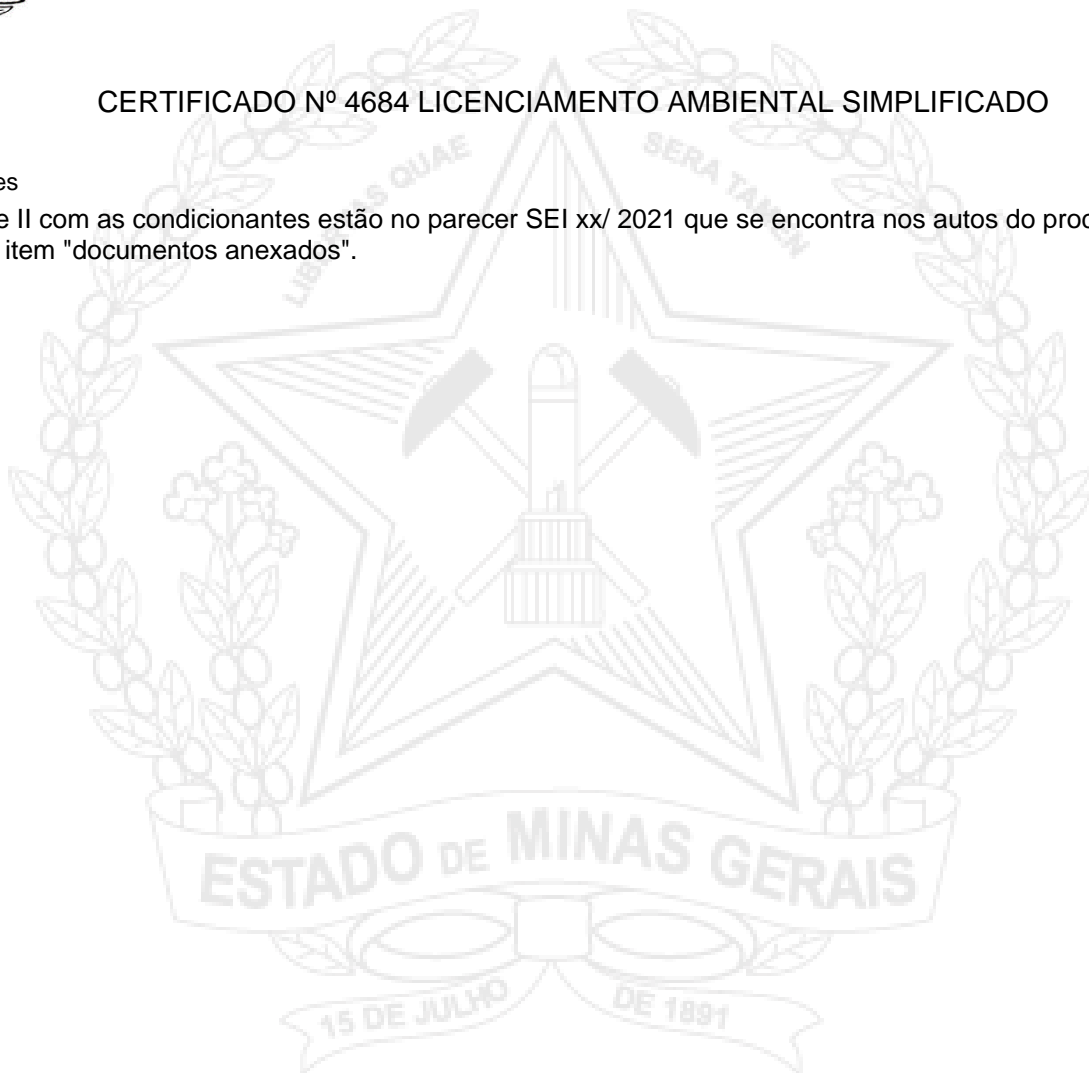 CERTIFICADO Nº 4684 LICENCIAMENTO AMBIENTAL SIMPLIFICADO
LIBERTAS QUAE SERA TAMEN
es
e II com as condicionantes estão no parecer SEI xx/ 2021 que se encontra nos autos do proc
item "documentos anexados".
ESTADO DE MINAS GERAIS
15 DE JULHO DE 1891